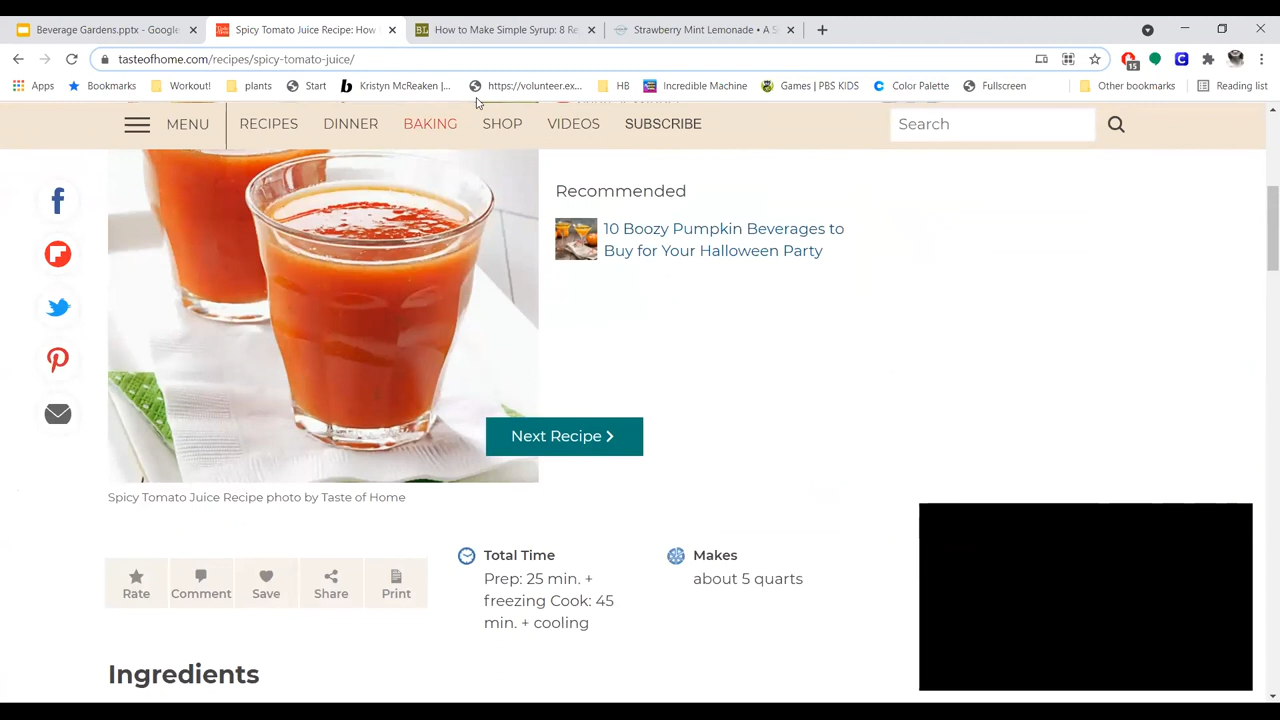 Beverage Gardens.pptx - Google
Spicy Tomato Juice Recipe: How
BL
How to Make Simple Syrup: 8 Re
Strawberry Mint Lemonade • A S
tasteofhome.com/recipes/spicy-tomato-juice/
15
Apps
Bookmarks
Workout!
plants
Start
Kristyn McReaken |...
https://volunteer.ex...
HB
Incredible Machine
Games | PBS KIDS
Color Palette
Fullscreen
Other bookmarks
Reading list
MENU
RECIPES
DINNER
BAKING
SHOP
VIDEOS
SUBSCRIBE
Search
Recommended
10 Boozy Pumpkin Beverages to
Buy for Your Halloween Party
Next Recipe
Spicy Tomato Juice Recipe photo by Taste of Home
Rate
Comment
Save
Share
Print
Total Time
Prep: 25 min. +
freezing Cook: 45
min. + cooling
Makes
about 5 quarts
Ingredients